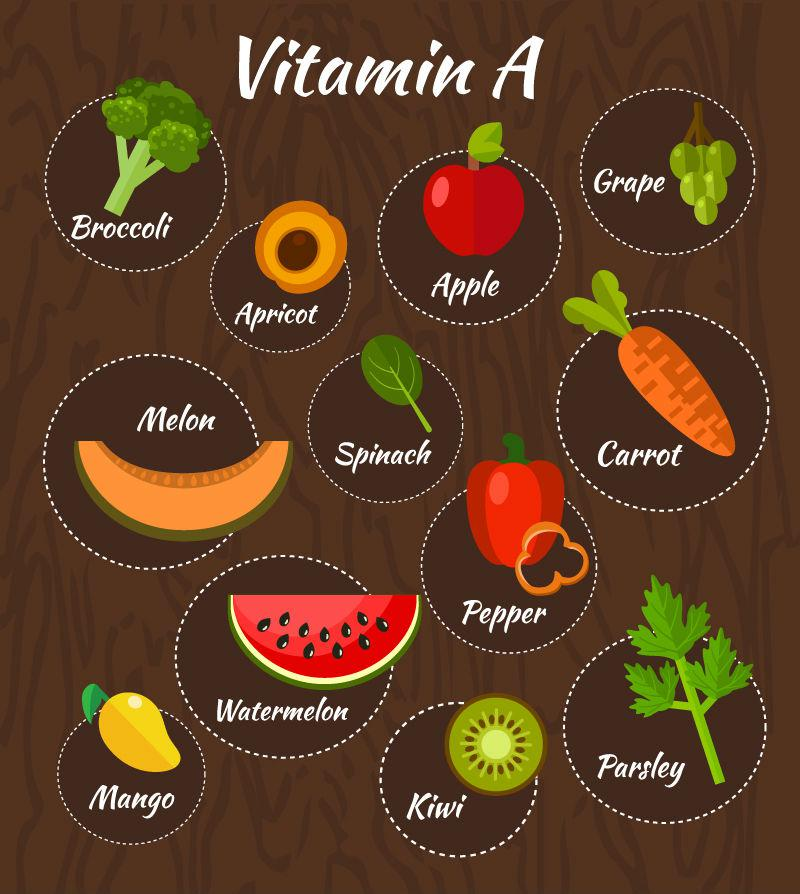 Vitamin A
Broccoli
Apricot
Apple
Grape
Melon
Spinach
Carrot
Pepper
Watermelon
Mango
Kiwi
Parsley